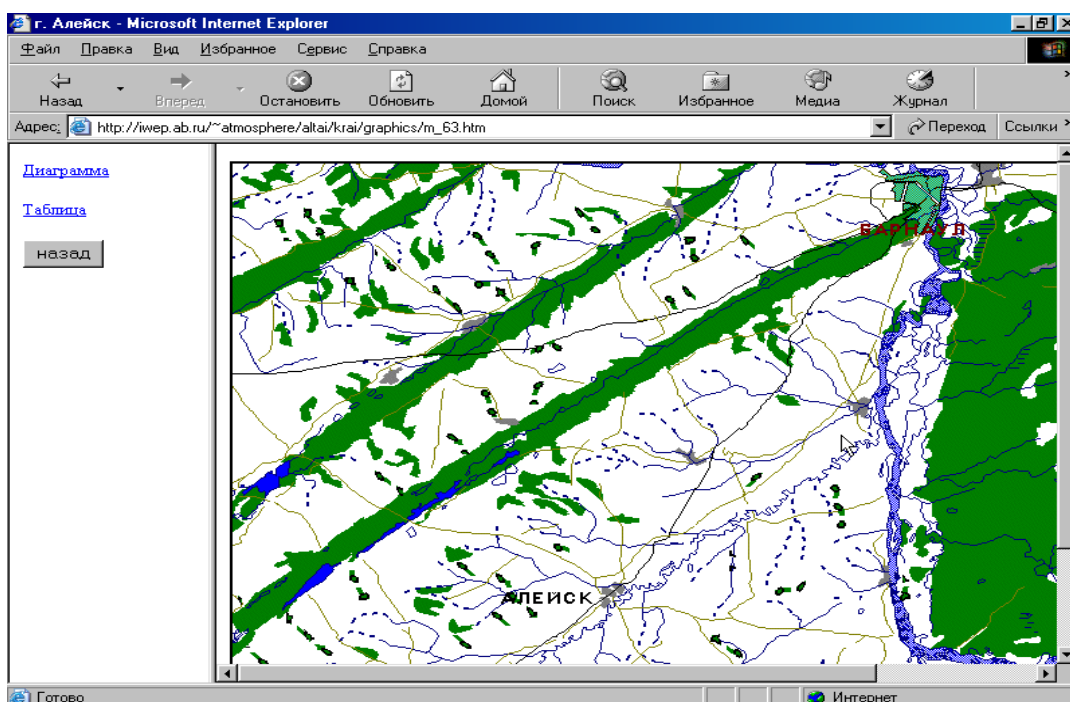 г. Алейск - Microsoft Internet Explorer
Файл Правка Вид Избранное Сервис Справка
Назад Вперед Остановить Обновить Домой Поиск Избранное Медиа Журнал
Адрес: http://iwep.ab.ru/~atmosphere/altai/krai/graphics/m_63.htm Переход Ссылки
Диаграмма
Таблица
назад
БАРНАУЛ
АЛЕЙСК
Готово Интернет